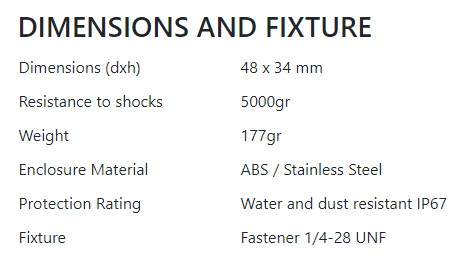 DIMENSIONS AND FIXTURE
Dimensions (dxh) 48 x 34 mm
Resistance to shocks 5000gr
Weight 177gr
Enclosure Material ABS / Stainless Steel
Protection Rating Water and dust resistant IP67
Fixture Fastener 1/4-28 UNF